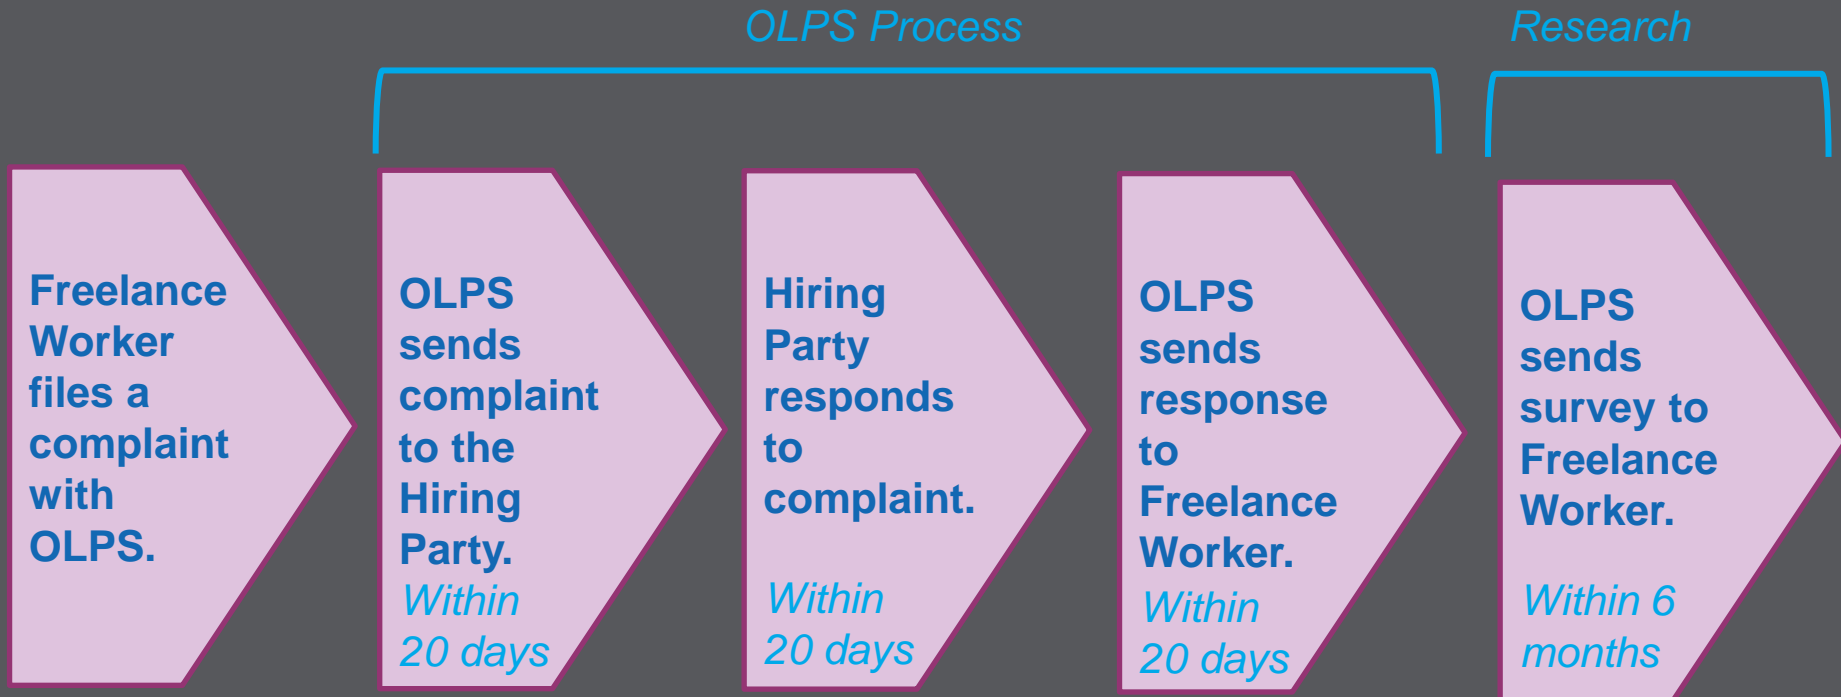 OLPS Process
Research
Freelance
Worker
files a
complaint
with
OLPS.
OLPS
sends
complaint
to the
Hiring
Party.
Within
20 days
Hiring
Party
responds
to
complaint.
Within
20 days
OLPS
sends
response
to
Freelance
Worker.
Within
20 days
OLPS
sends
survey to
Freelance
Worker.
Within 6
months